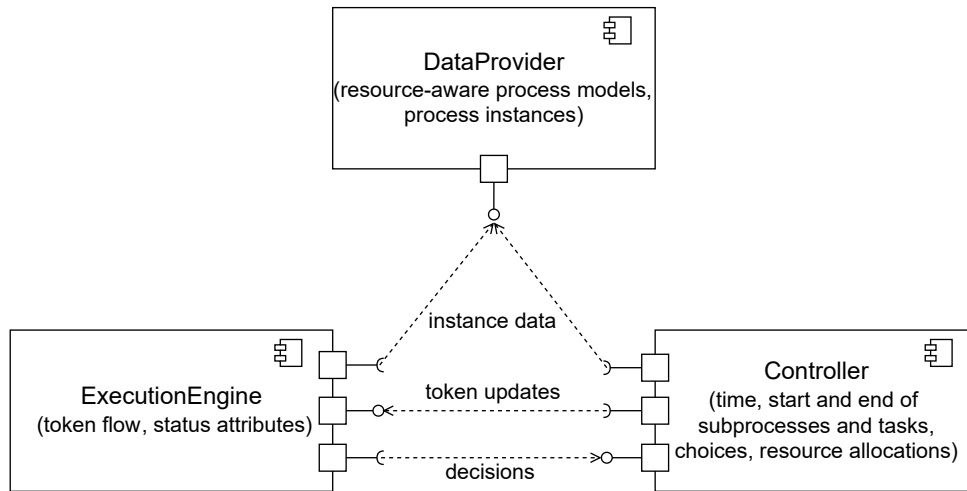 DataProvider
(resource-aware process models,
process instances)
instance data
ExecutionEngine
(token flow, status attributes)
token updates
decisions
Controller
(time, start and end of
subprocesses and tasks,
choices, resource allocations)